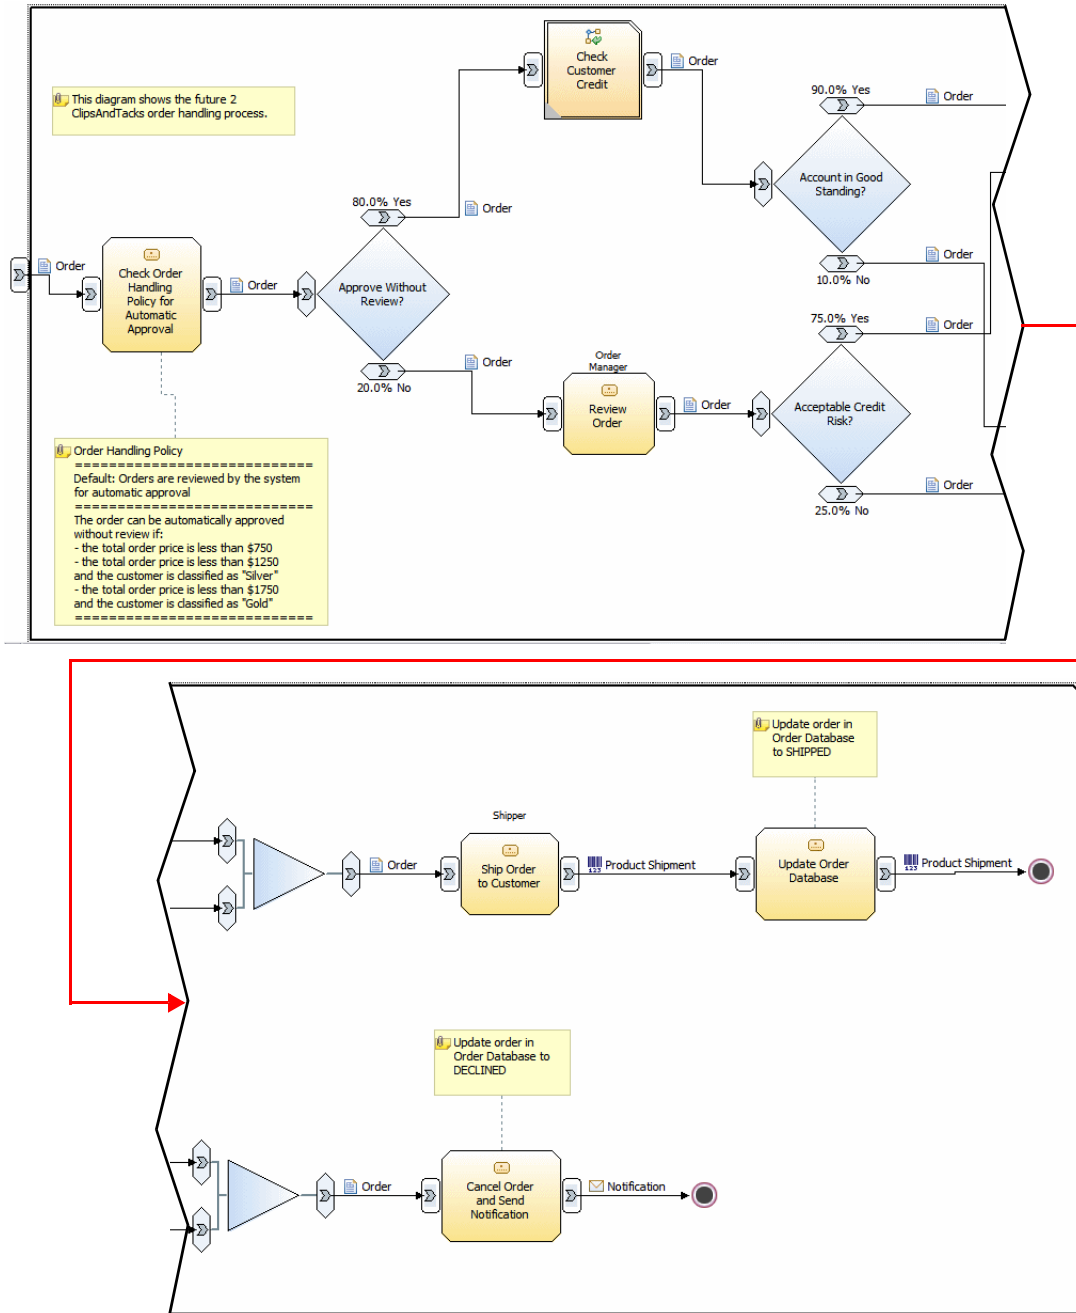 This diagram shows the future 2
ClipsAndTacks order handling process.
Check
Customer
Credit
Order
90.0% Yes
Order
Account in Good
Standing?
10.0% No
Order
80.0% Yes
Order
Order
Check Order
Handling
Policy for
Automatic
Approval
Order
Approve Without
Review?
20.0% No
Order
Order
Manager
Review
Order
Order
75.0% Yes
Order
Acceptable Credit
Risk?
25.0% No
Order
Order Handling Policy
============================
Default: Orders are reviewed by the system
for automatic approval
============================
The order can be automatically approved
without review if:
- the total order price is less than $750
- the total order price is less than $1250
and the customer is classified as "Silver"
- the total order price is less than $1750
and the customer is classified as "Gold"
============================
Update order in
Order Database
to SHIPPED
Order
Shipper
Ship Order
to Customer
123
Product Shipment
Update Order
Database
123
Product Shipment
Update order in
Order Database to
DECLINED
Order
Cancel Order
and Send
Notification
Notification